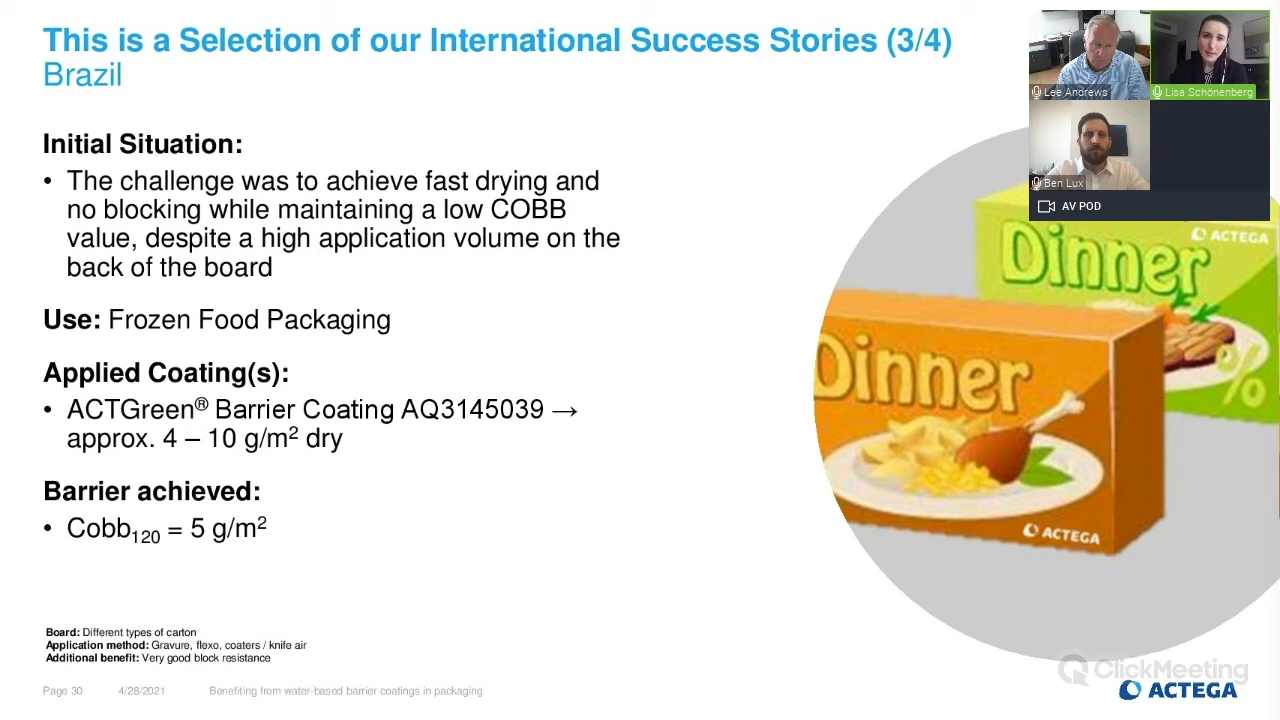 This is a Selection of our International Success Stories (3/4)
Brazil
Initial Situation:
• The challenge was to achieve fast drying and
no blocking while maintaining a low COBB
value, despite a high application volume on the
back of the board
Use: Frozen Food Packaging
Applied Coating(s):
• ACTGreen® Barrier Coating AQ3145039 →
approx. 4 – 10 g/m² dry
Barrier achieved:
• Cobb₁₂₀ = 5 g/m²
Board: Different types of carton
Application method: Gravure, flexo, coaters / knife air
Additional benefit: Very good block resistance
Page 30 4/28/2021 Benefiting from water-based barrier coatings in packaging
Lee Andrews
Lisa Schönenberg
Ben Lux
AV POD
ACTEGA
Dinner
%
Dinner
ACTEGA
ClickMeeting
ACTEGA